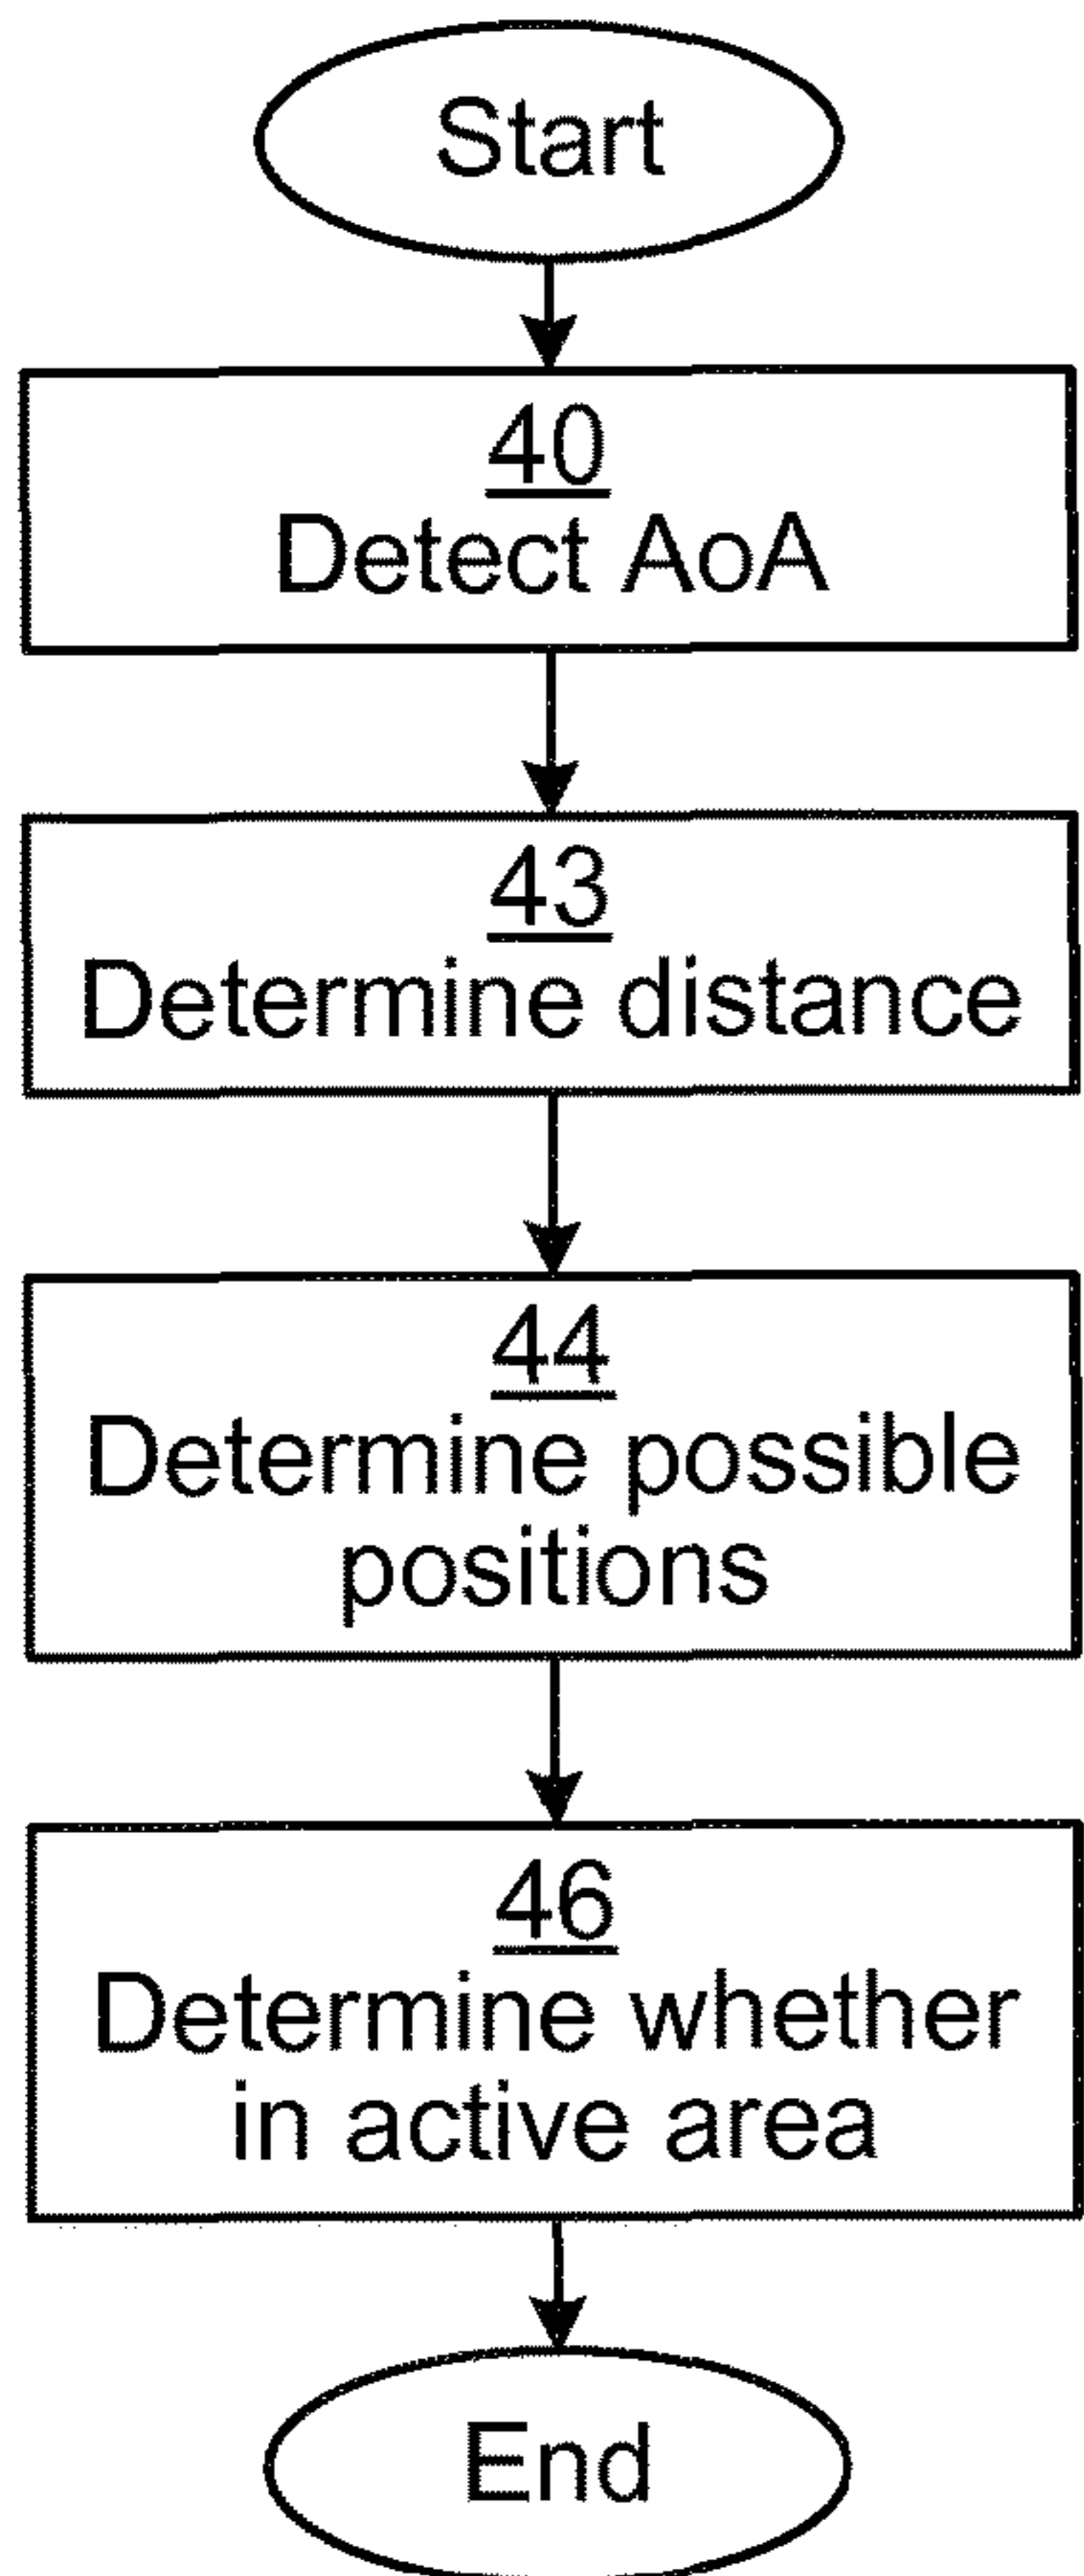 Start
40
Detect AoA
43
Determine distance
44
Determine possible
positions
46
Determine whether
in active area
End